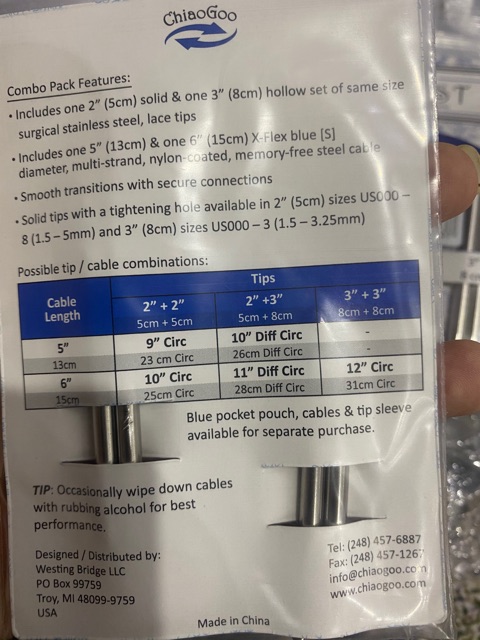 ChiaoGoo
Combo Pack Features:
• Includes one 2" (5cm) solid & one 3" (8cm) hollow set of same size
surgical stainless steel, lace tips
• Includes one 5" (13cm) & one 6" (15cm) X-Flex blue [S]
diameter, multi-strand, nylon-coated, memory-free steel cable
• Smooth transitions with secure connections
• Solid tips with a tightening hole available in 2" (5cm) sizes US000 –
8 (1.5 – 5mm) and 3" (8cm) sizes US000 – 3 (1.5 – 3.25mm)
Possible tip / cable combinations:
Cable Length Tips
2" + 2" 2" +3" 3" + 3"
5cm + 5cm 5cm + 8cm 8cm + 8cm
5" 9" Circ 10" Diff Circ -
13cm 23 cm Circ 26cm Diff Circ -
6" 10" Circ 11" Diff Circ 12" Circ
15cm 25cm Circ 28cm Diff Circ 31cm Circ
Blue pocket pouch, cables & tip sleeve
available for separate purchase.
TIP: Occasionally wipe down cables
with rubbing alcohol for best
performance.
Designed / Distributed by:
Westing Bridge LLC
PO Box 99759
Troy, MI 48099-9759
USA
Tel: (248) 457-6887
Fax: (248) 457-1267
info@chiaogoo.com
www.chiaogoo.com
Made in China